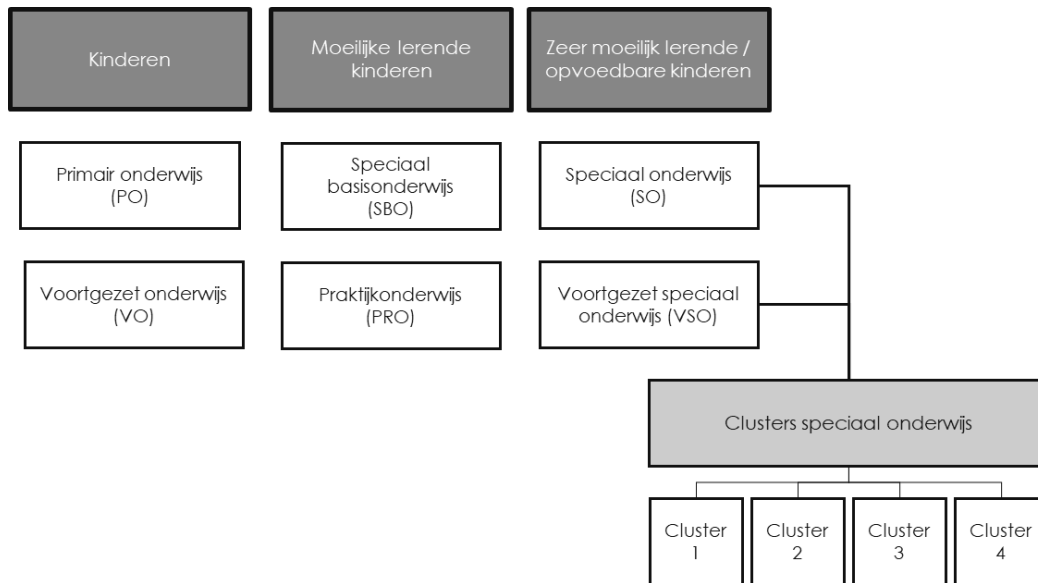 Kinderen
Moeilijke lerende
kinderen
Zeer moeilijk lerende /
opvoedbare kinderen
Primair onderwijs
(PO)
Speciaal
basisonderwijs
(SBO)
Speciaal onderwijs
(SO)
Voortgezet onderwijs
(VO)
Praktijkonderwijs
(PRO)
Voortgezet speciaal
onderwijs (VSO)
Clusters speciaal onderwijs
Cluster
1
Cluster
2
Cluster
3
Cluster
4